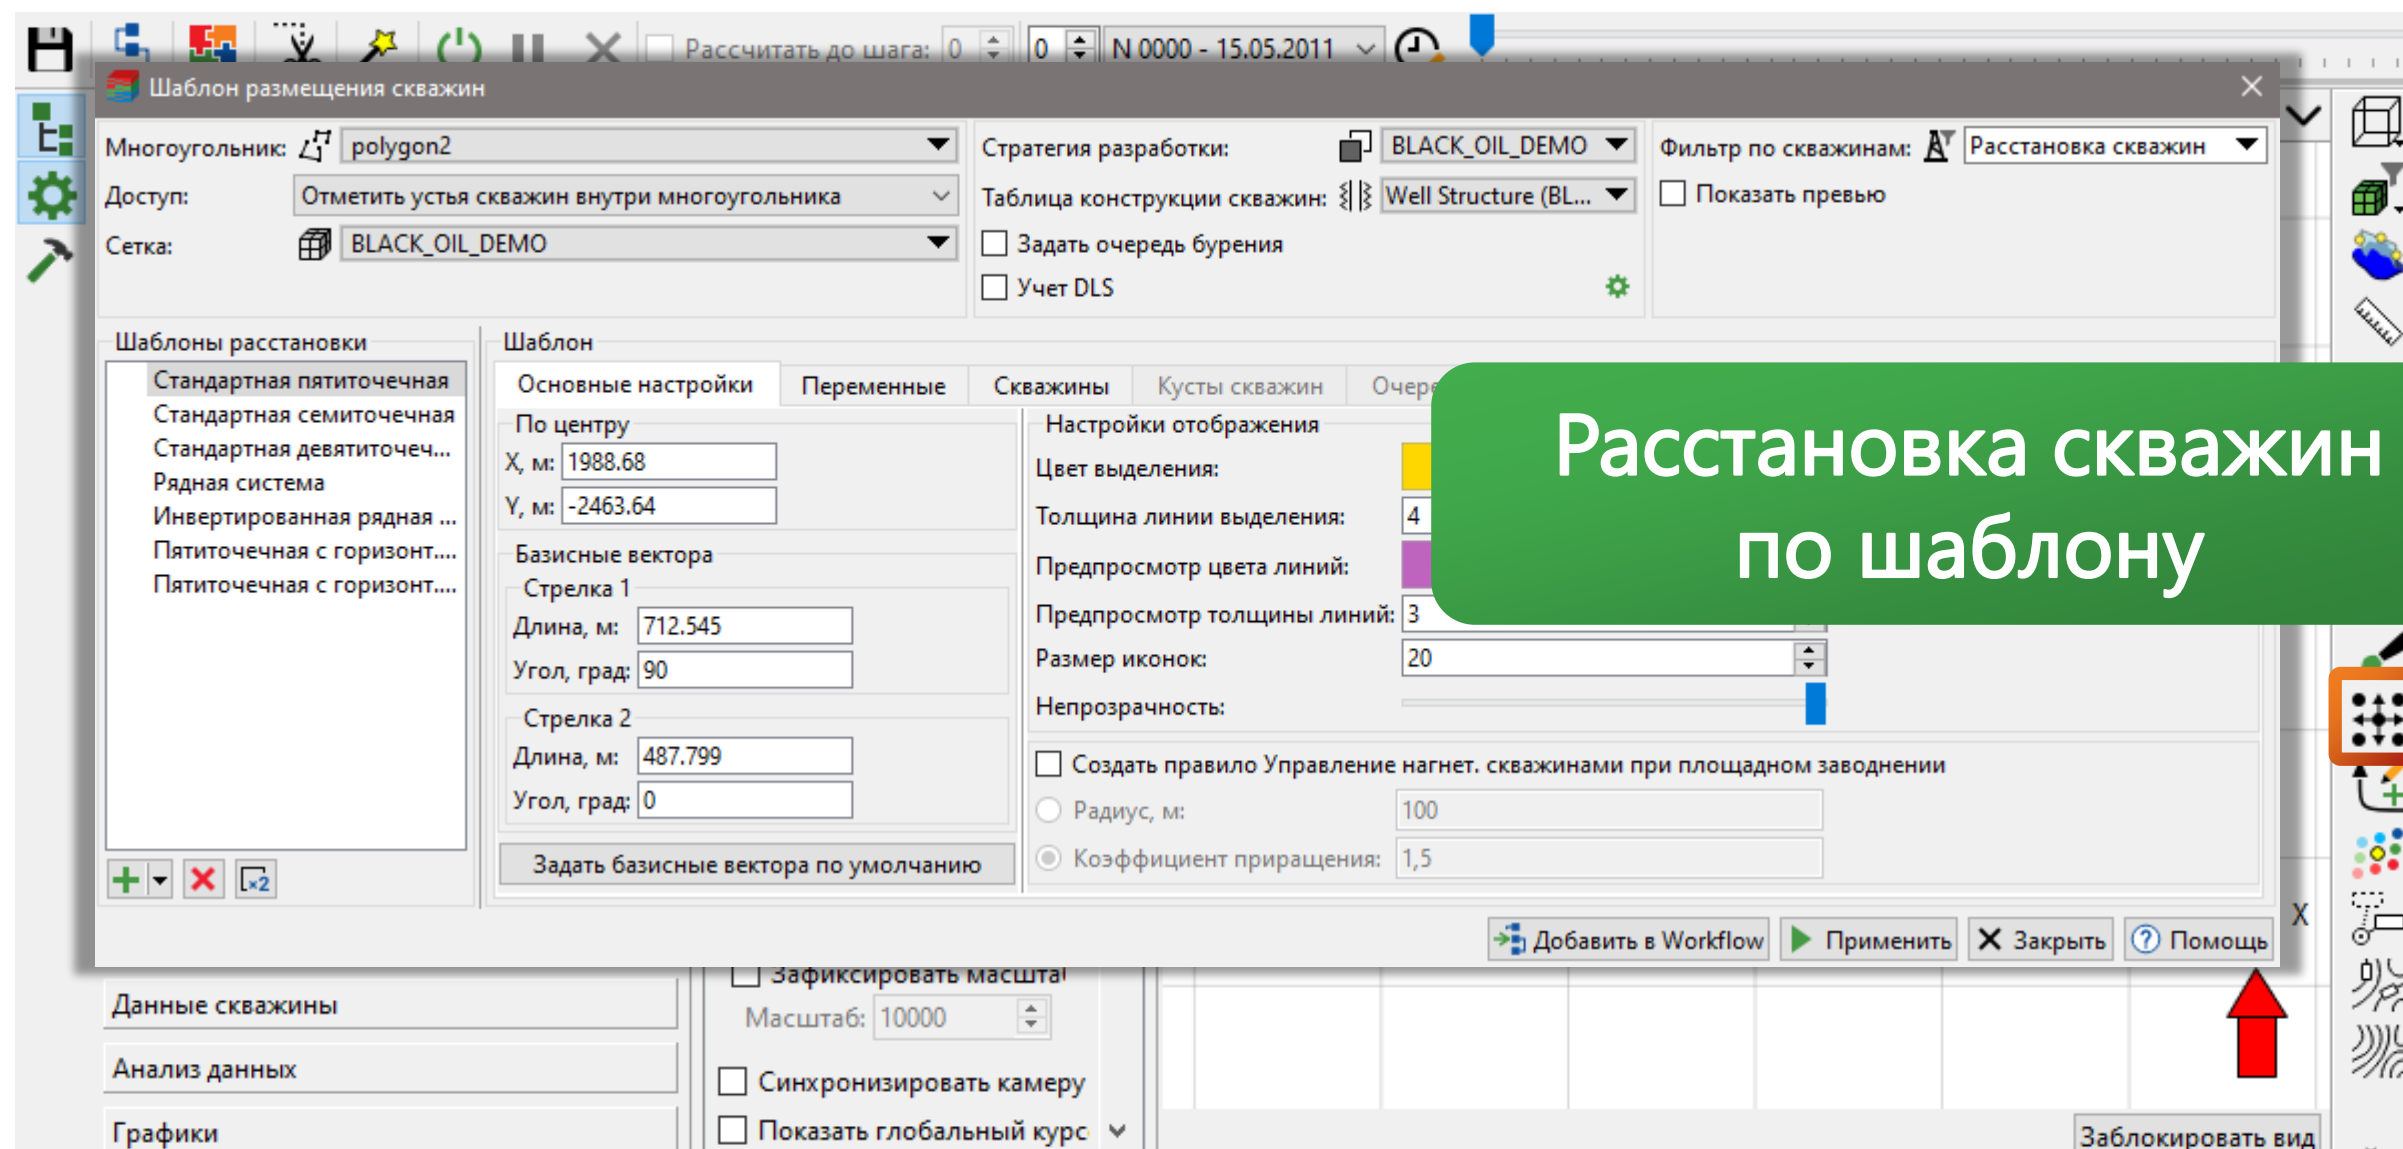 Рассчитать до шага: 0 0 N 0000 - 15.05.2011
Шаблон размещения скважин
Многоугольник: polygon2
Доступ: Отметить устья скважин внутри многоугольника
Сетка: BLACK_OIL_DEMO
Стратегия разработки: BLACK_OIL_DEMO
Таблица конструкции скважин: Well Structure (BL...
Задать очередь бурения
Учет DLS
Фильтр по скважинам: Расстановка скважин
Показать превью
Шаблоны расстановки
Стандартная пятиточечная
Стандартная семиточечная
Стандартная девятиточеч...
Рядная система
Инвертированная рядная ...
Пятиточечная с горизонт....
Пятиточечная с горизонт....
x2
Шаблон
Основные настройки Переменные Скважины Кусты скважин Очере
По центру
X, м: 1988.68
Y, м: -2463.64
Базисные вектора
Стрелка 1
Длина, м: 712.545
Угол, град: 90
Стрелка 2
Длина, м: 487.799
Угол, град: 0
Задать базисные вектора по умолчанию
Настройки отображения
Цвет выделения:
Толщина линии выделения: 4
Предпросмотр цвета линий:
Предпросмотр толщины линий: 3
Размер иконок: 20
Непрозрачность:
Создать правило Управление нагнет. скважинами при площадном заводнении
Радиус, м: 100
Коэффициент приращения: 1,5
Расстановка скважин
по шаблону
Добавить в Workflow Применить Закрыть Помощь
X
Данные скважины
Анализ данных
Графики
Зафиксировать масшта
Масштаб: 10000
Синхронизировать камеру
Показать глобальный курс
Заблокировать вид